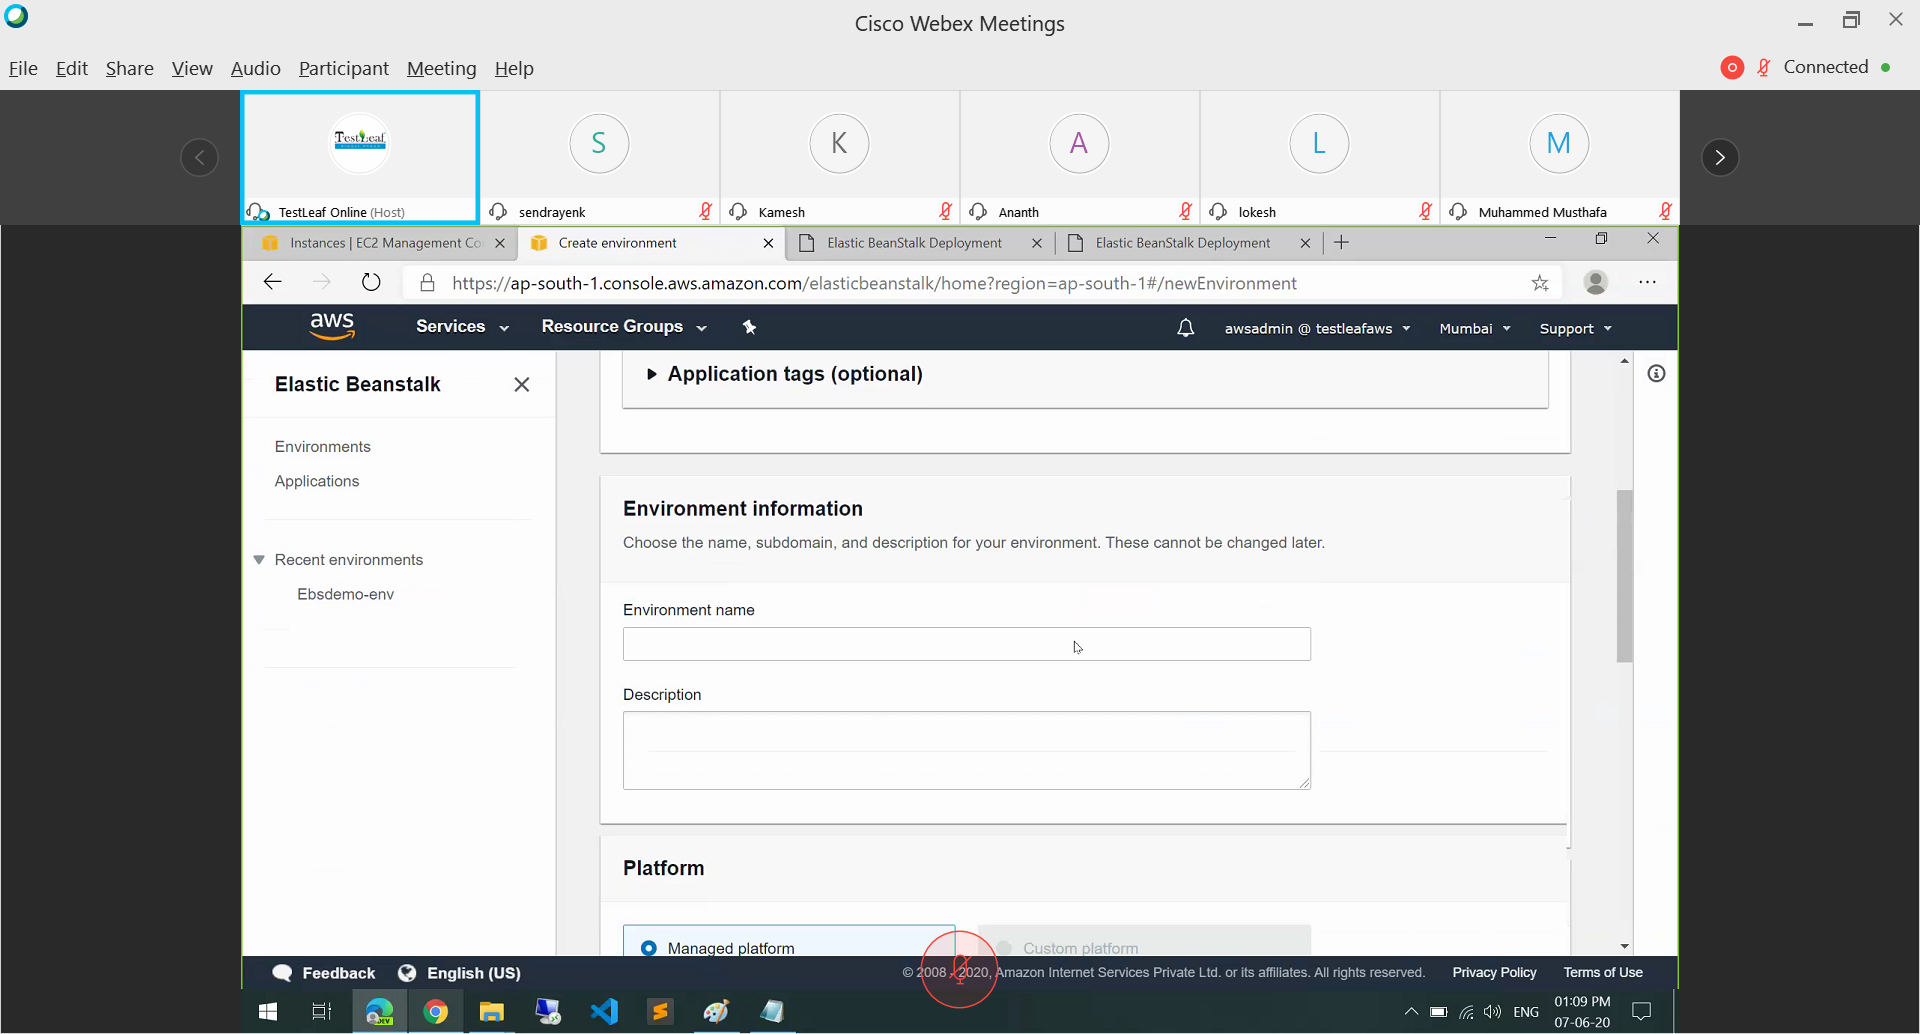 Cisco Webex Meetings
File Edit Share View Audio Participant Meeting Help
Connected
TestLeaf
S
K
A
L
M
TestLeaf Online (Host)
sendrayenk
Kamesh
Ananth
lokesh
Muhammed Musthafa
Instances | EC2 Management Co
Create environment
Elastic BeanStalk Deployment
Elastic BeanStalk Deployment
https://ap-south-1.console.aws.amazon.com/elasticbeanstalk/home?region=ap-south-1#/newEnvironment
aws
Services
Resource Groups
awsadmin @ testleafaws
Mumbai
Support
Elastic Beanstalk
Environments
Applications
Recent environments
Ebsdemo-env
Application tags (optional)
Environment information
Choose the name, subdomain, and description for your environment. These cannot be changed later.
Environment name
Description
Platform
Managed platform
Custom platform
Feedback
English (US)
© 2008 - 2020, Amazon Internet Services Private Ltd. or its affiliates. All rights reserved.
Privacy Policy
Terms of Use
DEV
ENG
01:09 PM
07-06-20